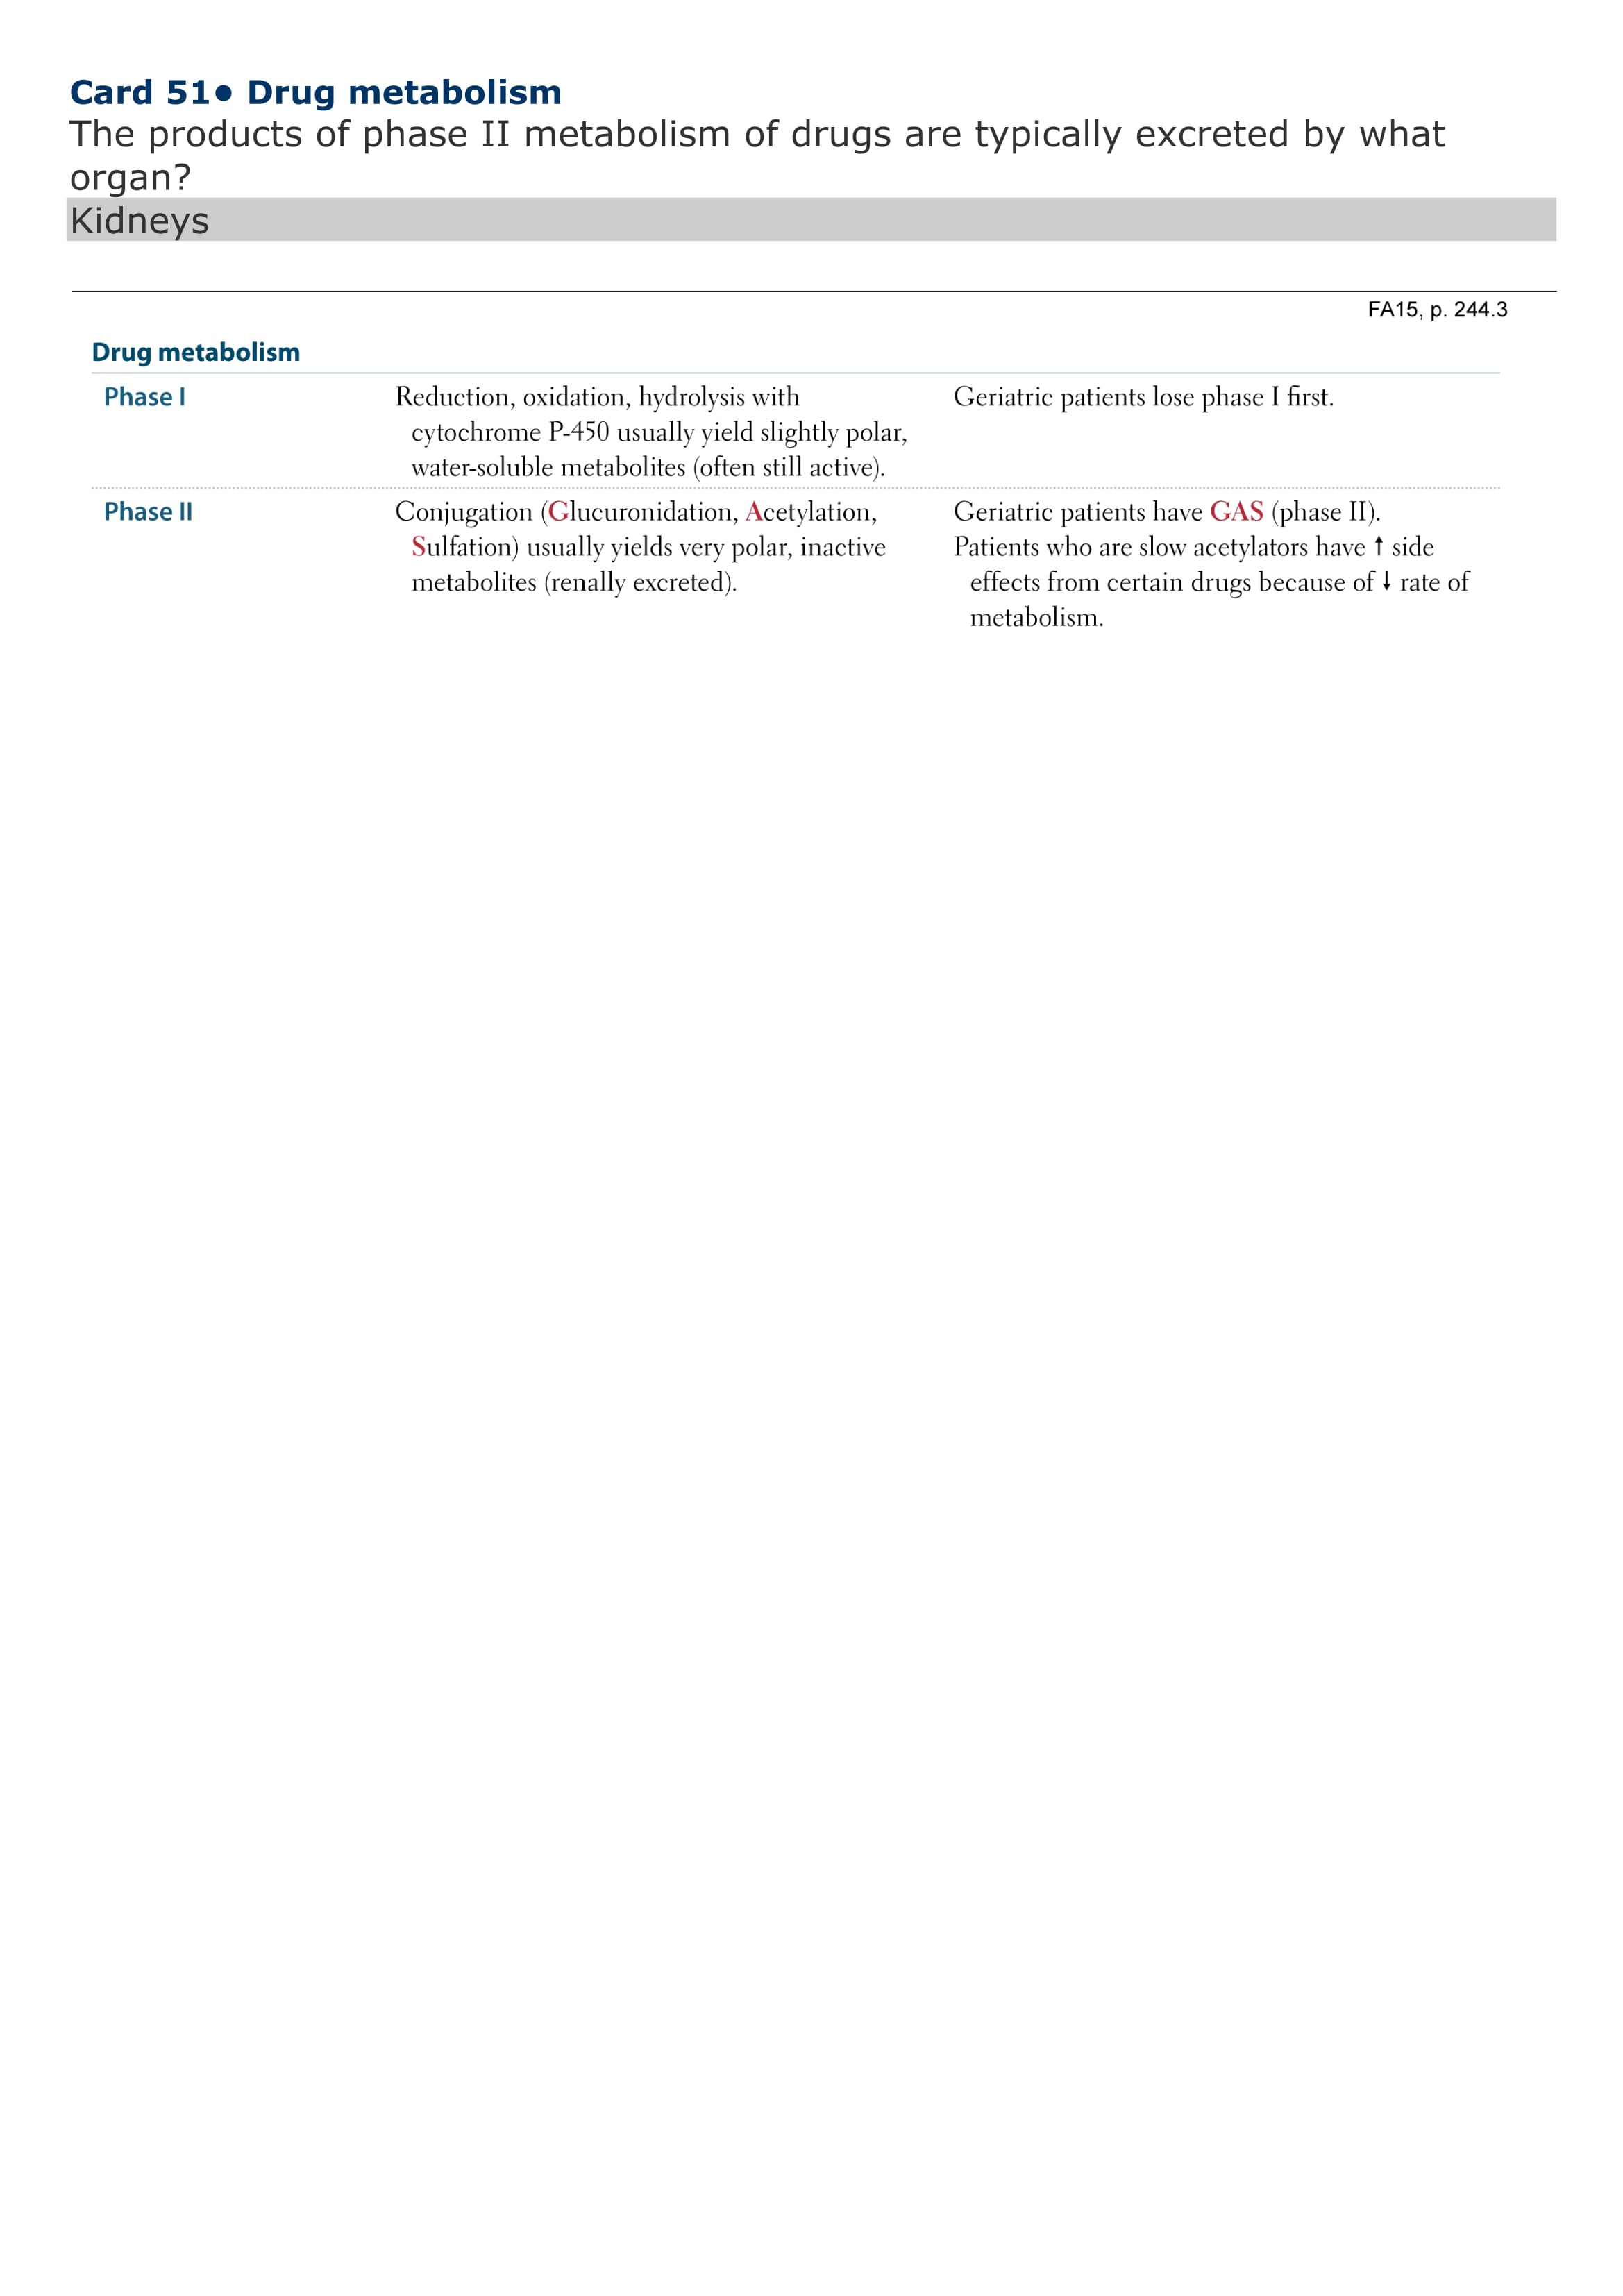 Card 51● Drug metabolism
The products of phase II metabolism of drugs are typically excreted by what
organ?
Kidneys
FA15, p. 244.3
Drug metabolism
Phase I
Reduction, oxidation, hydrolysis with
cytochrome P-450 usually yield slightly polar,
water-soluble metabolites (often still active).
Geriatric patients lose phase I first.
Phase II
Conjugation (Glucuronidation, Acetylation,
Sulfation) usually yields very polar, inactive
metabolites (renally excreted).
Geriatric patients have GAS (phase II).
Patients who are slow acetylators have ↑ side
effects from certain drugs because of ↓ rate of
metabolism.